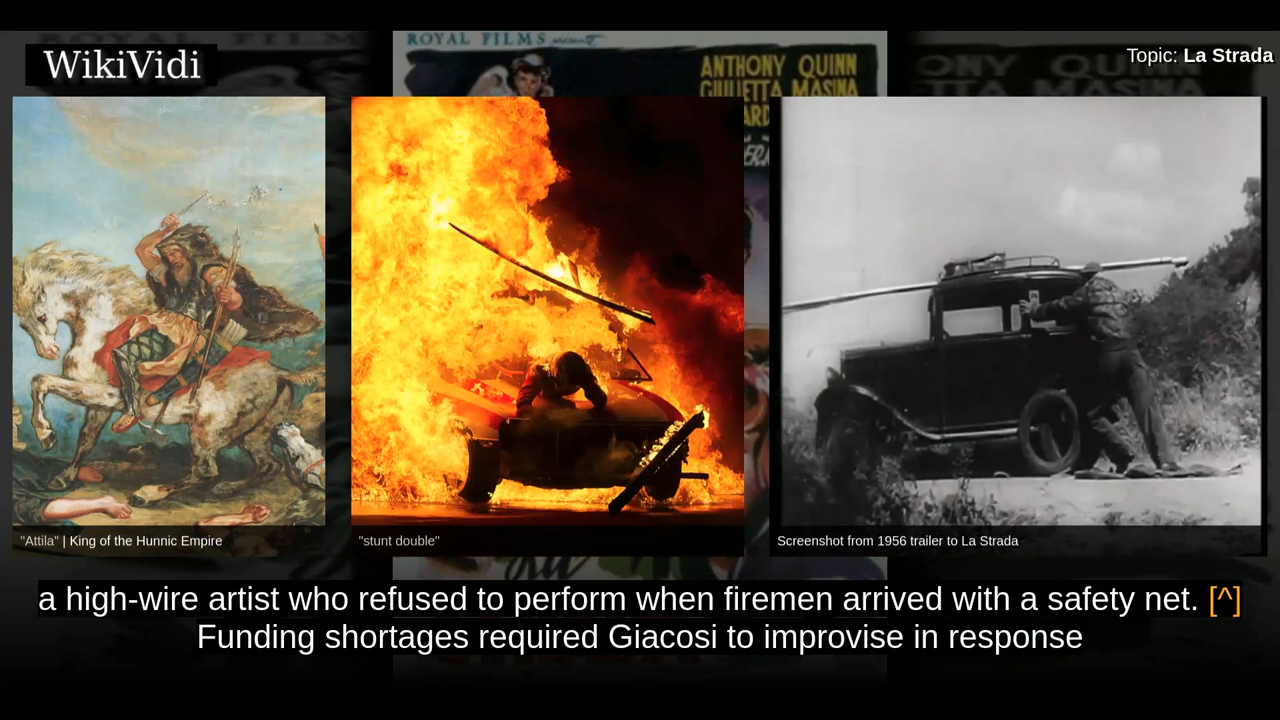 ROYAL FILMS presents
WikiVidi
Topic: La Strada
ANTHONY QUINN
GIULIETTA MASINA
"Attila" | King of the Hunnic Empire
"stunt double"
Screenshot from 1956 trailer to La Strada
a high-wire artist who refused to perform when firemen arrived with a safety net. [^]
Funding shortages required Giacosi to improvise in response